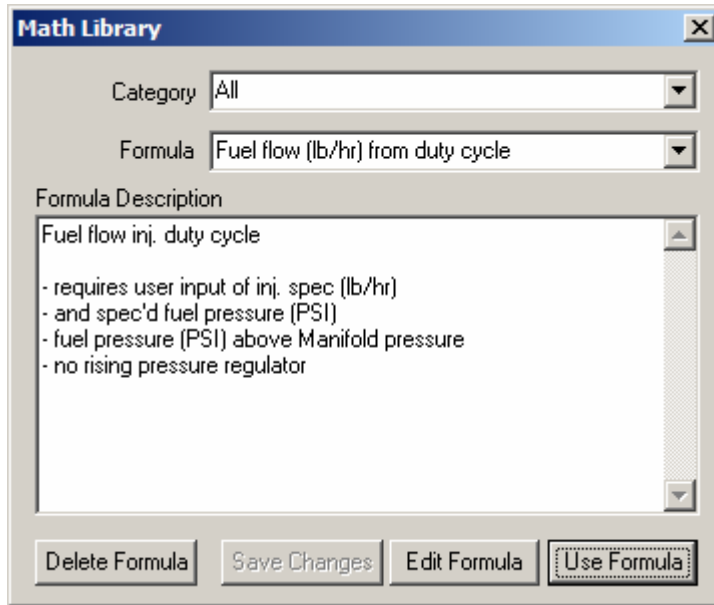 Math Library
Category All
Formula Fuel flow (lb/hr) from duty cycle
Formula Description
Fuel flow inj. duty cycle
- requires user input of inj. spec (lb/hr)
- and spec'd fuel pressure (PSI)
- fuel pressure (PSI) above Manifold pressure
- no rising pressure regulator
Delete Formula Save Changes Edit Formula Use Formula